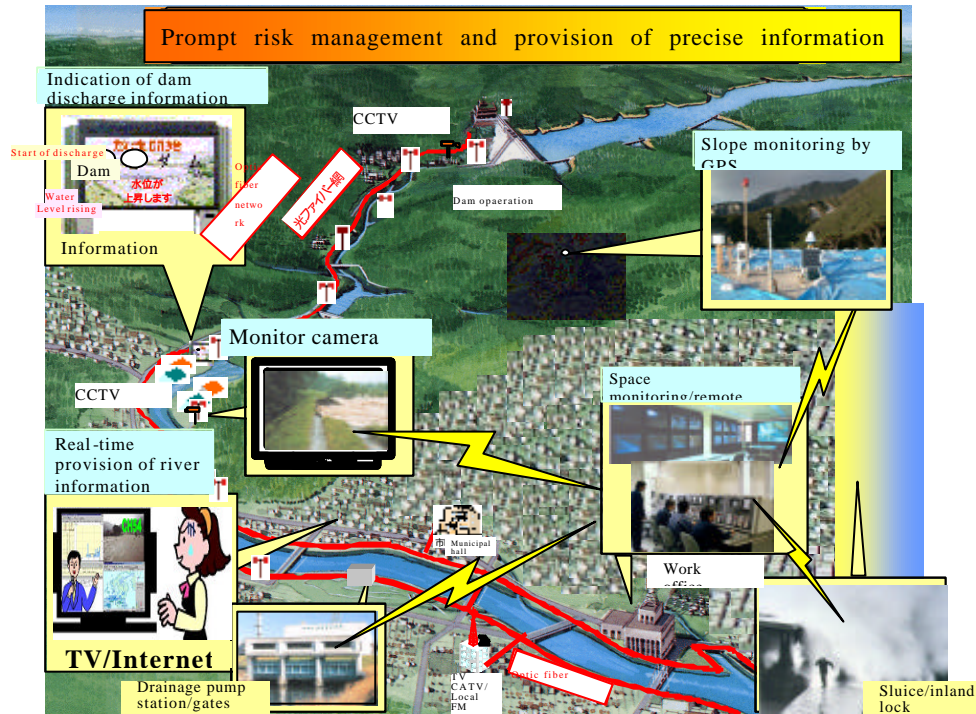 Prompt risk management and provision of precise information
Indication of dam
discharge information
Start of discharge
Dam
水位が
上昇します
Water
Level rising
Information
fiber
netwo
rk
光ファイバー網
CCTV
Dam opaeration
Slope monitoring by
GPS
Monitor camera
CCTV
Space
monitoring/remote
Real-time
provision of river
information
市
Municipal
hall
Work
office
TV/Internet
Drainage pump
station/gates
TV
CATV/
Local
FM
Optic fiber
Sluice/inland
lock